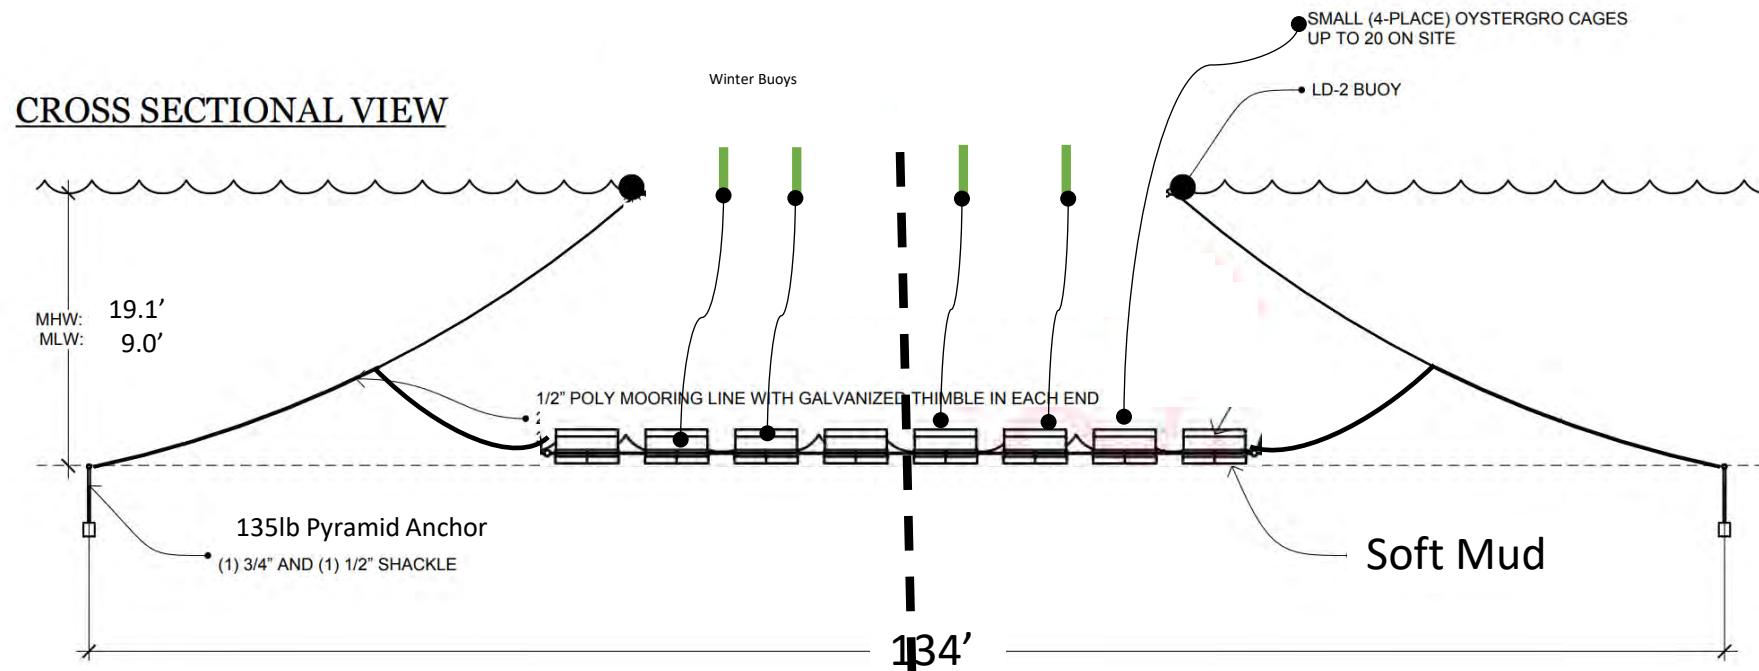 SMALL (4-PLACE) OYSTERGRO CAGES
UP TO 20 ON SITE
Winter Buoys
LD-2 BUOY
CROSS SECTIONAL VIEW
MHW: 19.1’
MLW: 9.0’
1/2” POLY MOORING LINE WITH GALVANIZED THIMBLE IN EACH END
135lb Pyramid Anchor
(1) 3/4” AND (1) 1/2” SHACKLE
Soft Mud
134’